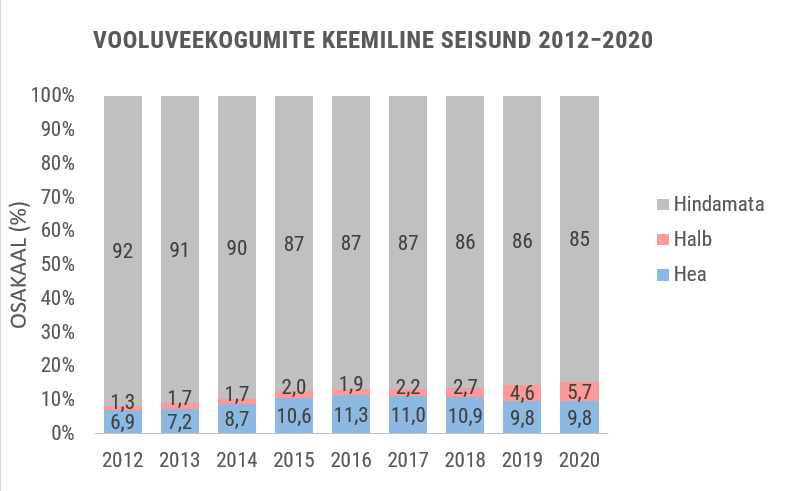 VOOLUVEEKOGUMITE KEEMILINE SEISUND 2012–2020
OSAKAAL (%)
100%
90%
80%
70%
60%
50%
40%
30%
20%
10%
0%
92 91 90 87 87 87 86 86 85
1,3 1,7 1,7 2,0 1,9 2,2 2,7 4,6 5,7
6,9 7,2 8,7 10,6 11,3 11,0 10,9 9,8 9,8
2012 2013 2014 2015 2016 2017 2018 2019 2020
Hindamata
Halb
Hea